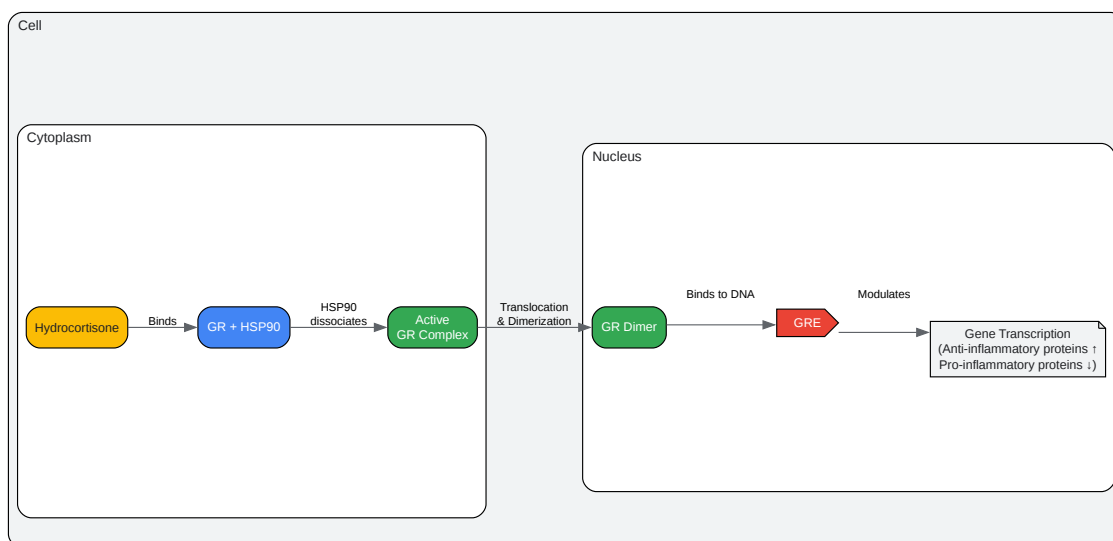 Cell
Cytoplasm
Nucleus
Hydrocortisone
Binds
GR + HSP90
HSP90
dissociates
Active
GR Complex
Translocation
& Dimerization
GR Dimer
Binds to DNA
GRE
Modulates
Gene Transcription
(Anti-inflammatory proteins ↑
Pro-inflammatory proteins ↓)